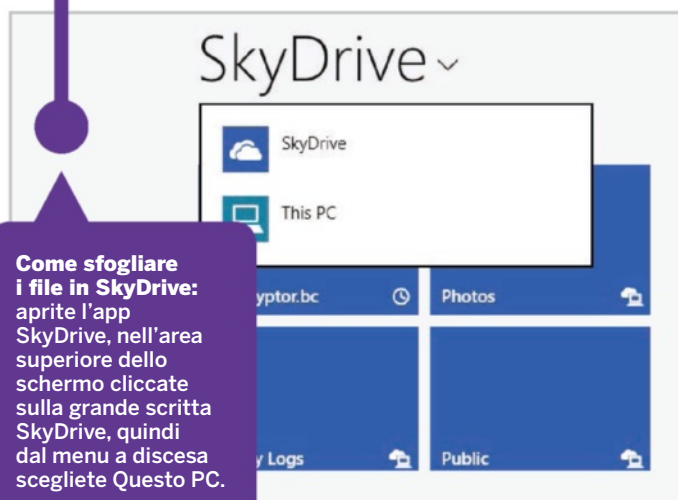 SkyDrive
SkyDrive
This PC
Come sfogliare
i file in SkyDrive:
aprite l'app
SkyDrive, nell'area
superiore dello
schermo cliccate
sulla grande scritta
SkyDrive, quindi
dal menu a discesa
scegliete Questo PC.
yptor.bc
Photos
y Logs
Public